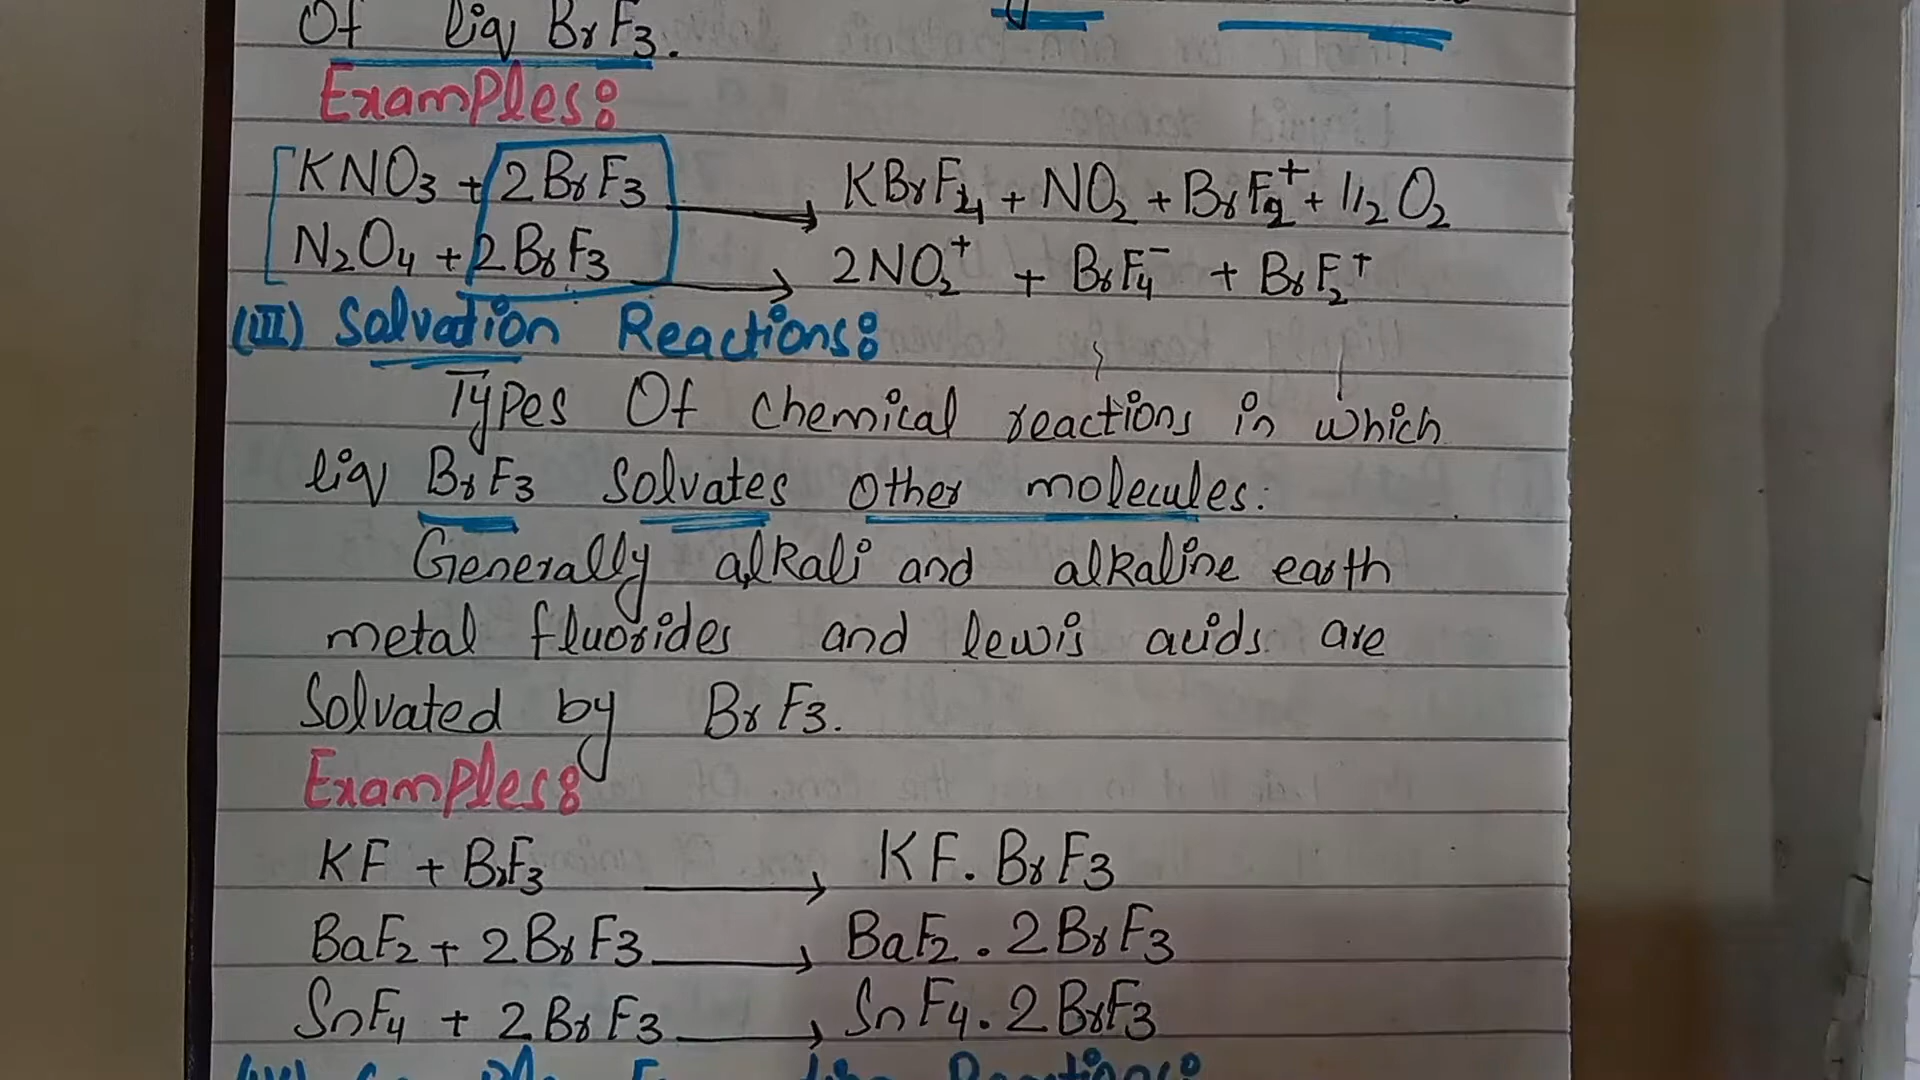 Of liq BrF3.
Examples:
KNO3 + 2BrF3 → KBrF4 + NO2 + BrF2+ + 1/2 O2
N2O4 + 2BrF3 → 2NO2+ + BrF4- + BrF2+
(III) Solvation Reactions:
Types Of chemical reactions in which
liq BrF3 solvates other molecules.
Generally alkali and alkaline earth
metal fluorides and lewis acids are
Solvated by BrF3.
Examples:
KF + BrF3 → KF. BrF3
BaF2 + 2BrF3 → BaF2 . 2BrF3
SnF4 + 2BrF3 → SnF4. 2BrF3
Reactions: